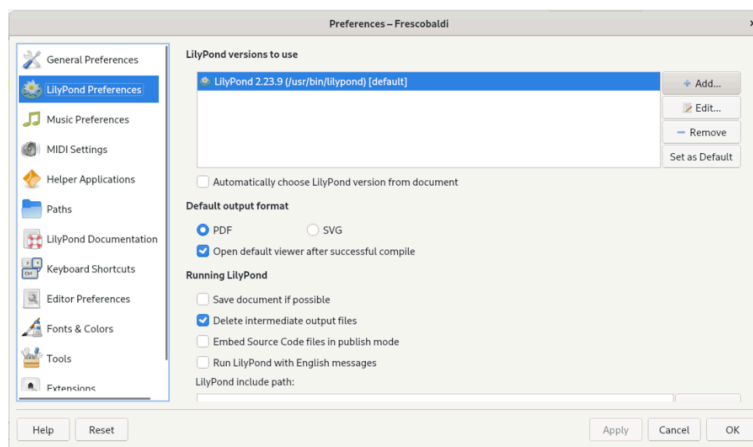 Preferences – Frescobaldi
General Preferences
LilyPond Preferences
Music Preferences
MIDI Settings
Helper Applications
Paths
LilyPond Documentation
Keyboard Shortcuts
Editor Preferences
Fonts & Colors
Tools
Extensions
LilyPond versions to use
LilyPond 2.23.9 (/usr/bin/lilypond) [default]
Add...
Edit...
Remove
Set as Default
Automatically choose LilyPond version from document
Default output format
PDF SVG
Open default viewer after successful compile
Running LilyPond
Save document if possible
Delete intermediate output files
Embed Source Code files in publish mode
Run LilyPond with English messages
LilyPond include path:
Help Reset Apply Cancel OK